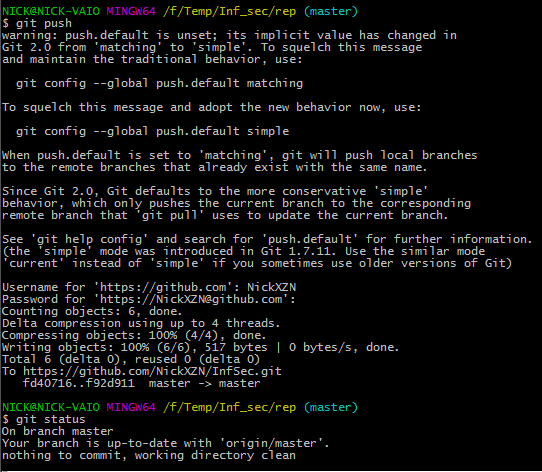 NICK@NICK-VAIO MINGW64 /f/Temp/Inf_sec/rep (master)
$ git push
warning: push.default is unset; its implicit value has changed in
Git 2.0 from 'matching' to 'simple'. To squelch this message
and maintain the traditional behavior, use:

  git config --global push.default matching

To squelch this message and adopt the new behavior now, use:

  git config --global push.default simple

When push.default is set to 'matching', git will push local branches
to the remote branches that already exist with the same name.

Since Git 2.0, Git defaults to the more conservative 'simple'
behavior, which only pushes the current branch to the corresponding
remote branch that 'git pull' uses to update the current branch.

See 'git help config' and search for 'push.default' for further information.
(the 'simple' mode was introduced in Git 1.7.11. Use the similar mode
'current' instead of 'simple' if you sometimes use older versions of Git)

Username for 'https://github.com': NickXZN
Password for 'https://NickXZN@github.com':
Counting objects: 6, done.
Delta compression using up to 4 threads.
Compressing objects: 100% (4/4), done.
Writing objects: 100% (6/6), 517 bytes | 0 bytes/s, done.
Total 6 (delta 0), reused 0 (delta 0)
To https://github.com/NickXZN/InfSec.git
   fd40716..f92d911  master -> master

NICK@NICK-VAIO MINGW64 /f/Temp/Inf_sec/rep (master)
$ git status
On branch master
Your branch is up-to-date with 'origin/master'.
nothing to commit, working directory clean